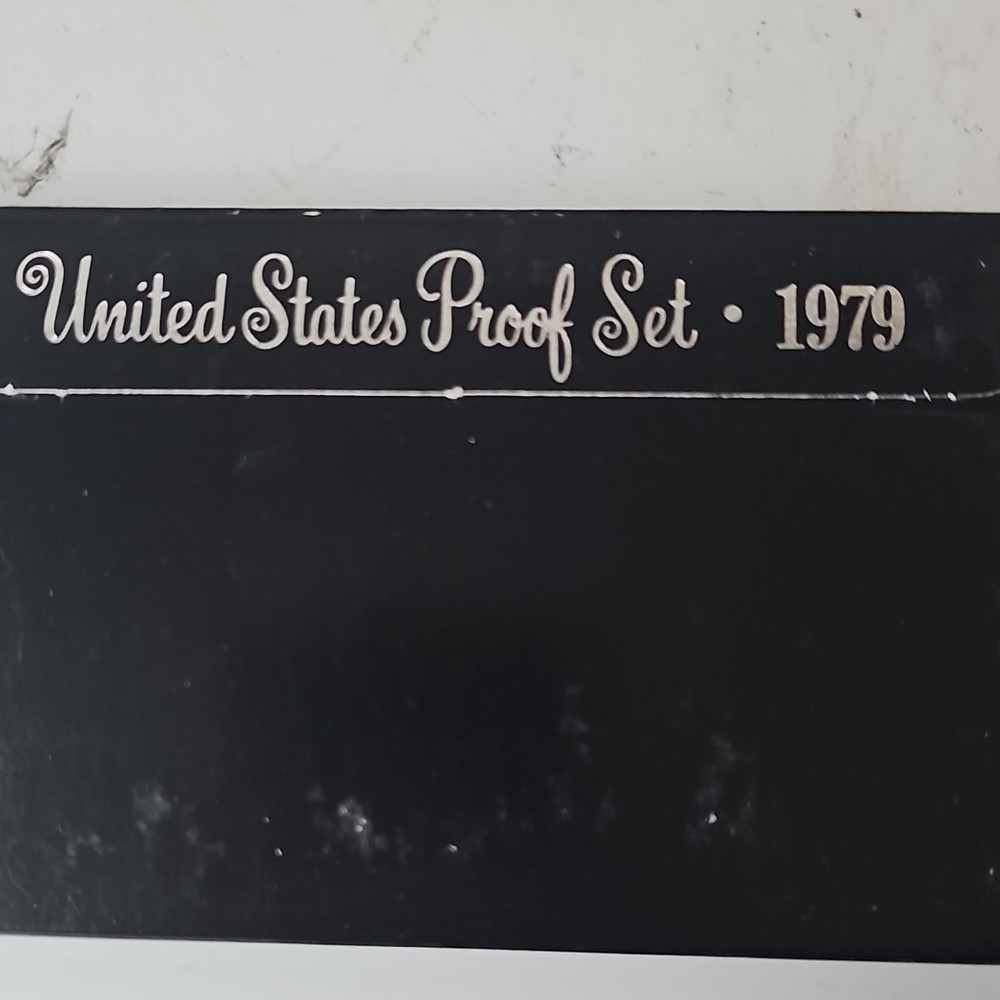 United States Proof Set • 1979